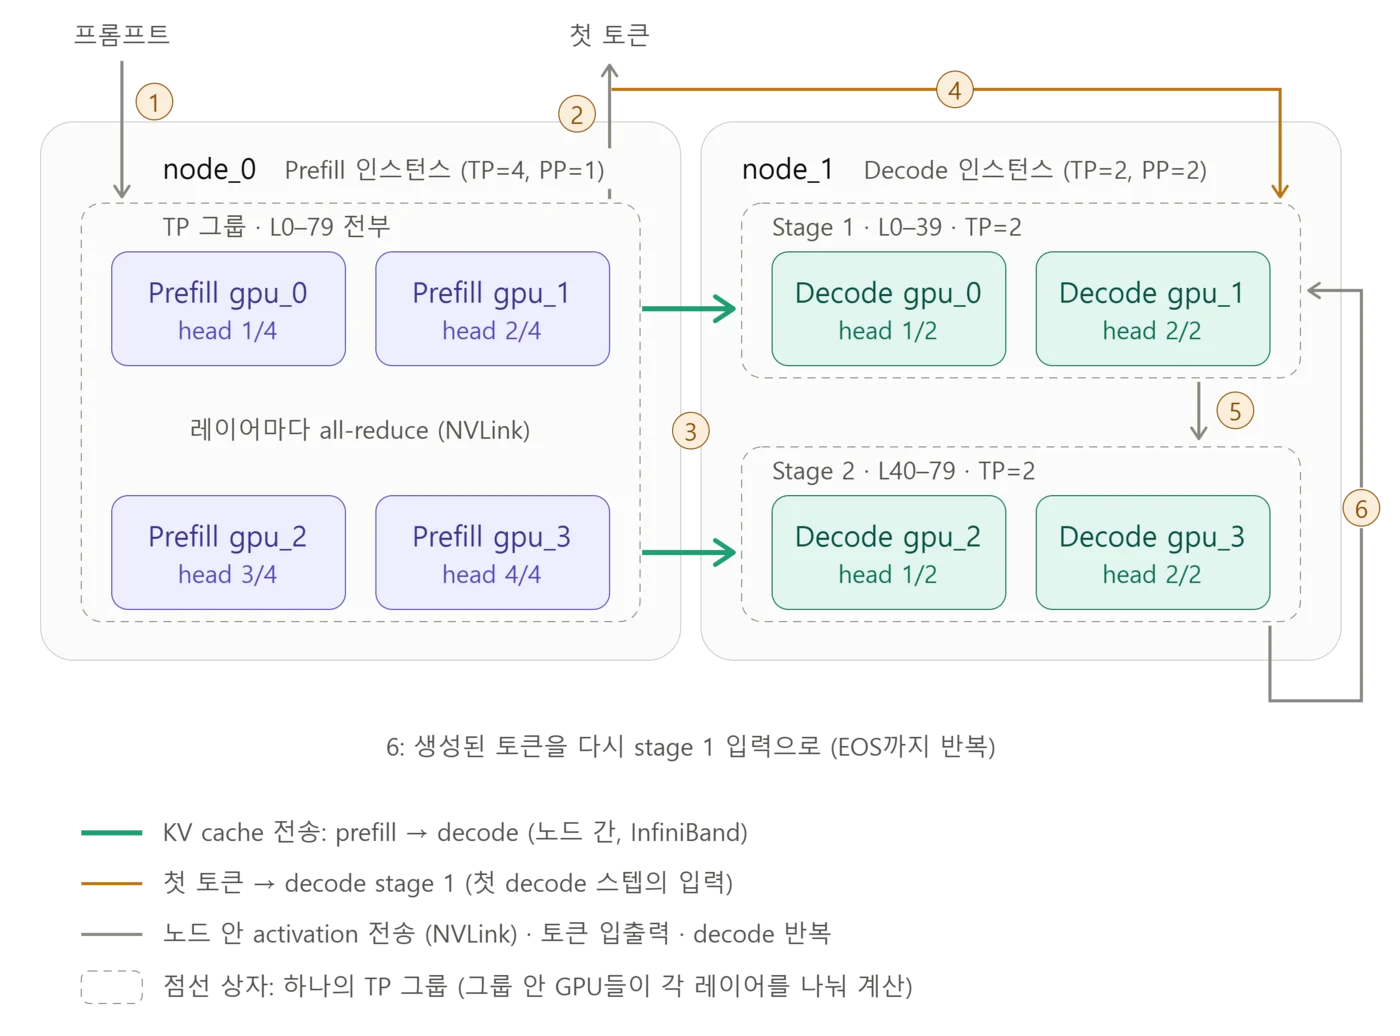 프롬프트
첫 토큰
1
2
4
node_0 Prefill 인스턴스 (TP=4, PP=1)
TP 그룹 · L0–79 전부
Prefill gpu_0
head 1/4
Prefill gpu_1
head 2/4
레이어마다 all-reduce (NVLink)
Prefill gpu_2
head 3/4
Prefill gpu_3
head 4/4
3
node_1 Decode 인스턴스 (TP=2, PP=2)
Stage 1 · L0–39 · TP=2
Decode gpu_0
head 1/2
Decode gpu_1
head 2/2
5
Stage 2 · L40–79 · TP=2
Decode gpu_2
head 1/2
Decode gpu_3
head 2/2
6
6: 생성된 토큰을 다시 stage 1 입력으로 (EOS까지 반복)
KV cache 전송: prefill → decode (노드 간, InfiniBand)
첫 토큰 → decode stage 1 (첫 decode 스텝의 입력)
노드 안 activation 전송 (NVLink) · 토큰 입출력 · decode 반복
점선 상자: 하나의 TP 그룹 (그룹 안 GPU들이 각 레이어를 나눠 계산)